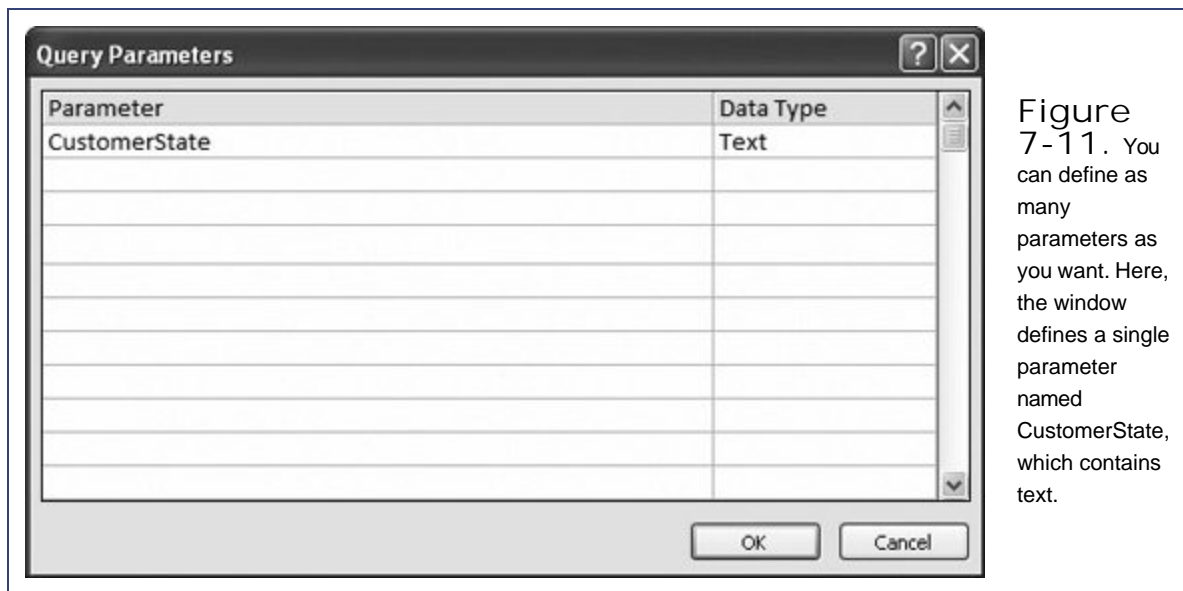 Query Parameters
Parameter Data Type
CustomerState Text
OK Cancel
Figure
7-11. You
can define as
many
parameters as
you want. Here,
the window
defines a single
parameter
named
CustomerState,
which contains
text.